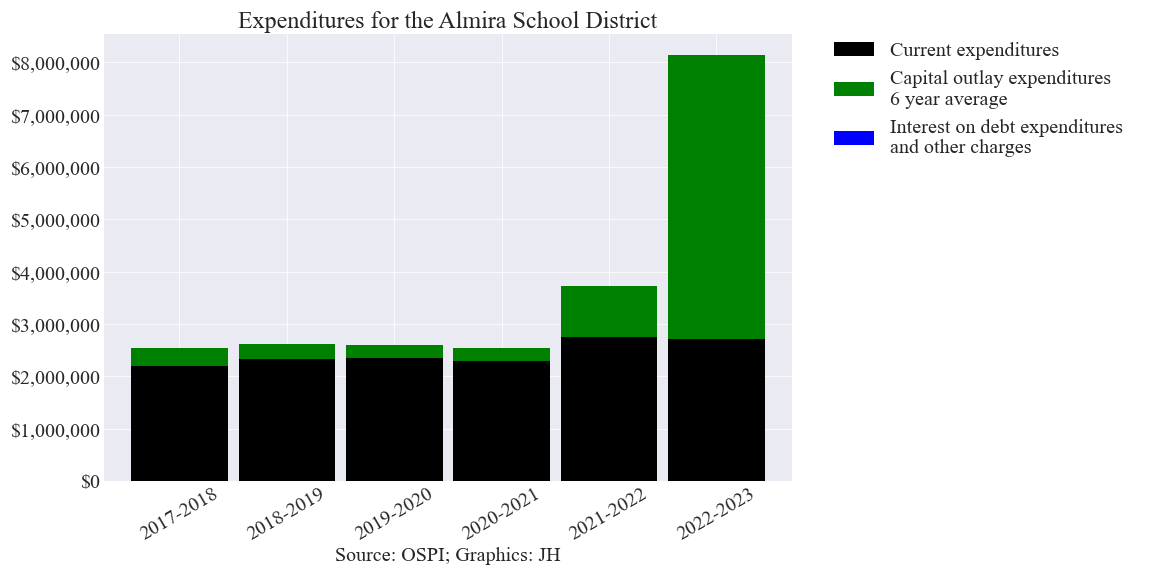 Expenditures for the Almira School District
$8,000,000
$7,000,000
$6,000,000
$5,000,000
$4,000,000
$3,000,000
$2,000,000
$1,000,000
$0
2017-2018
2018-2019
2019-2020
2020-2021
2021-2022
2022-2023
Source: OSPI; Graphics: JH
Current expenditures
Capital outlay expenditures
6 year average
Interest on debt expenditures
and other charges